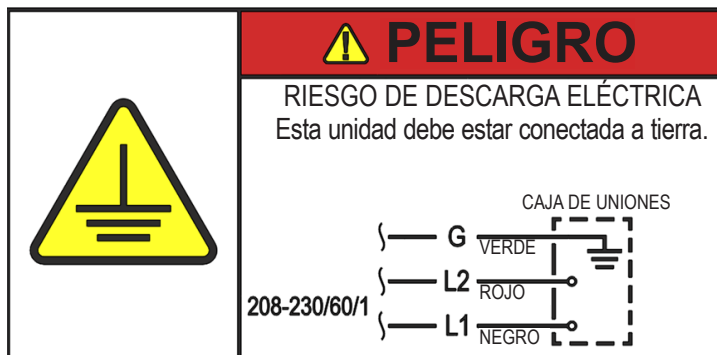 PELIGRO
RIESGO DE DESCARGA ELÉCTRICA
Esta unidad debe estar conectada a tierra.
CAJA DE UNIONES
G VERDE
L2 ROJO
208-230/60/1
L1 NEGRO